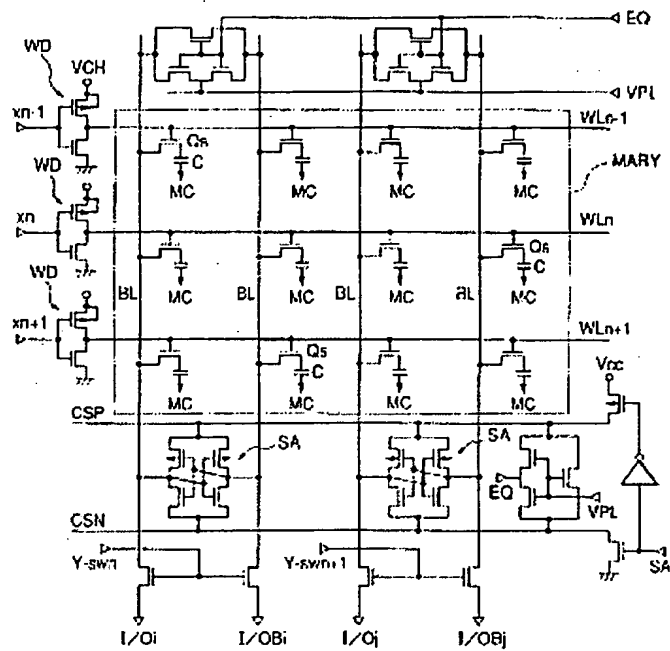 EQ
WD
VCH
VPL
xn-1
WLn-1
Qs
C
MARY
MC MC MC MC
WD
xn
WLn
Qs
C
BL MC BL MC BL MC BL MC
WD
xn+1
WLn+1
Qs
C
MC MC MC MC
Vcc
CSP
SA SA
EQ
VPL
CSN
Y-swn Y-swn+1
SA
I/Oi I/OBi I/Oj I/OBj